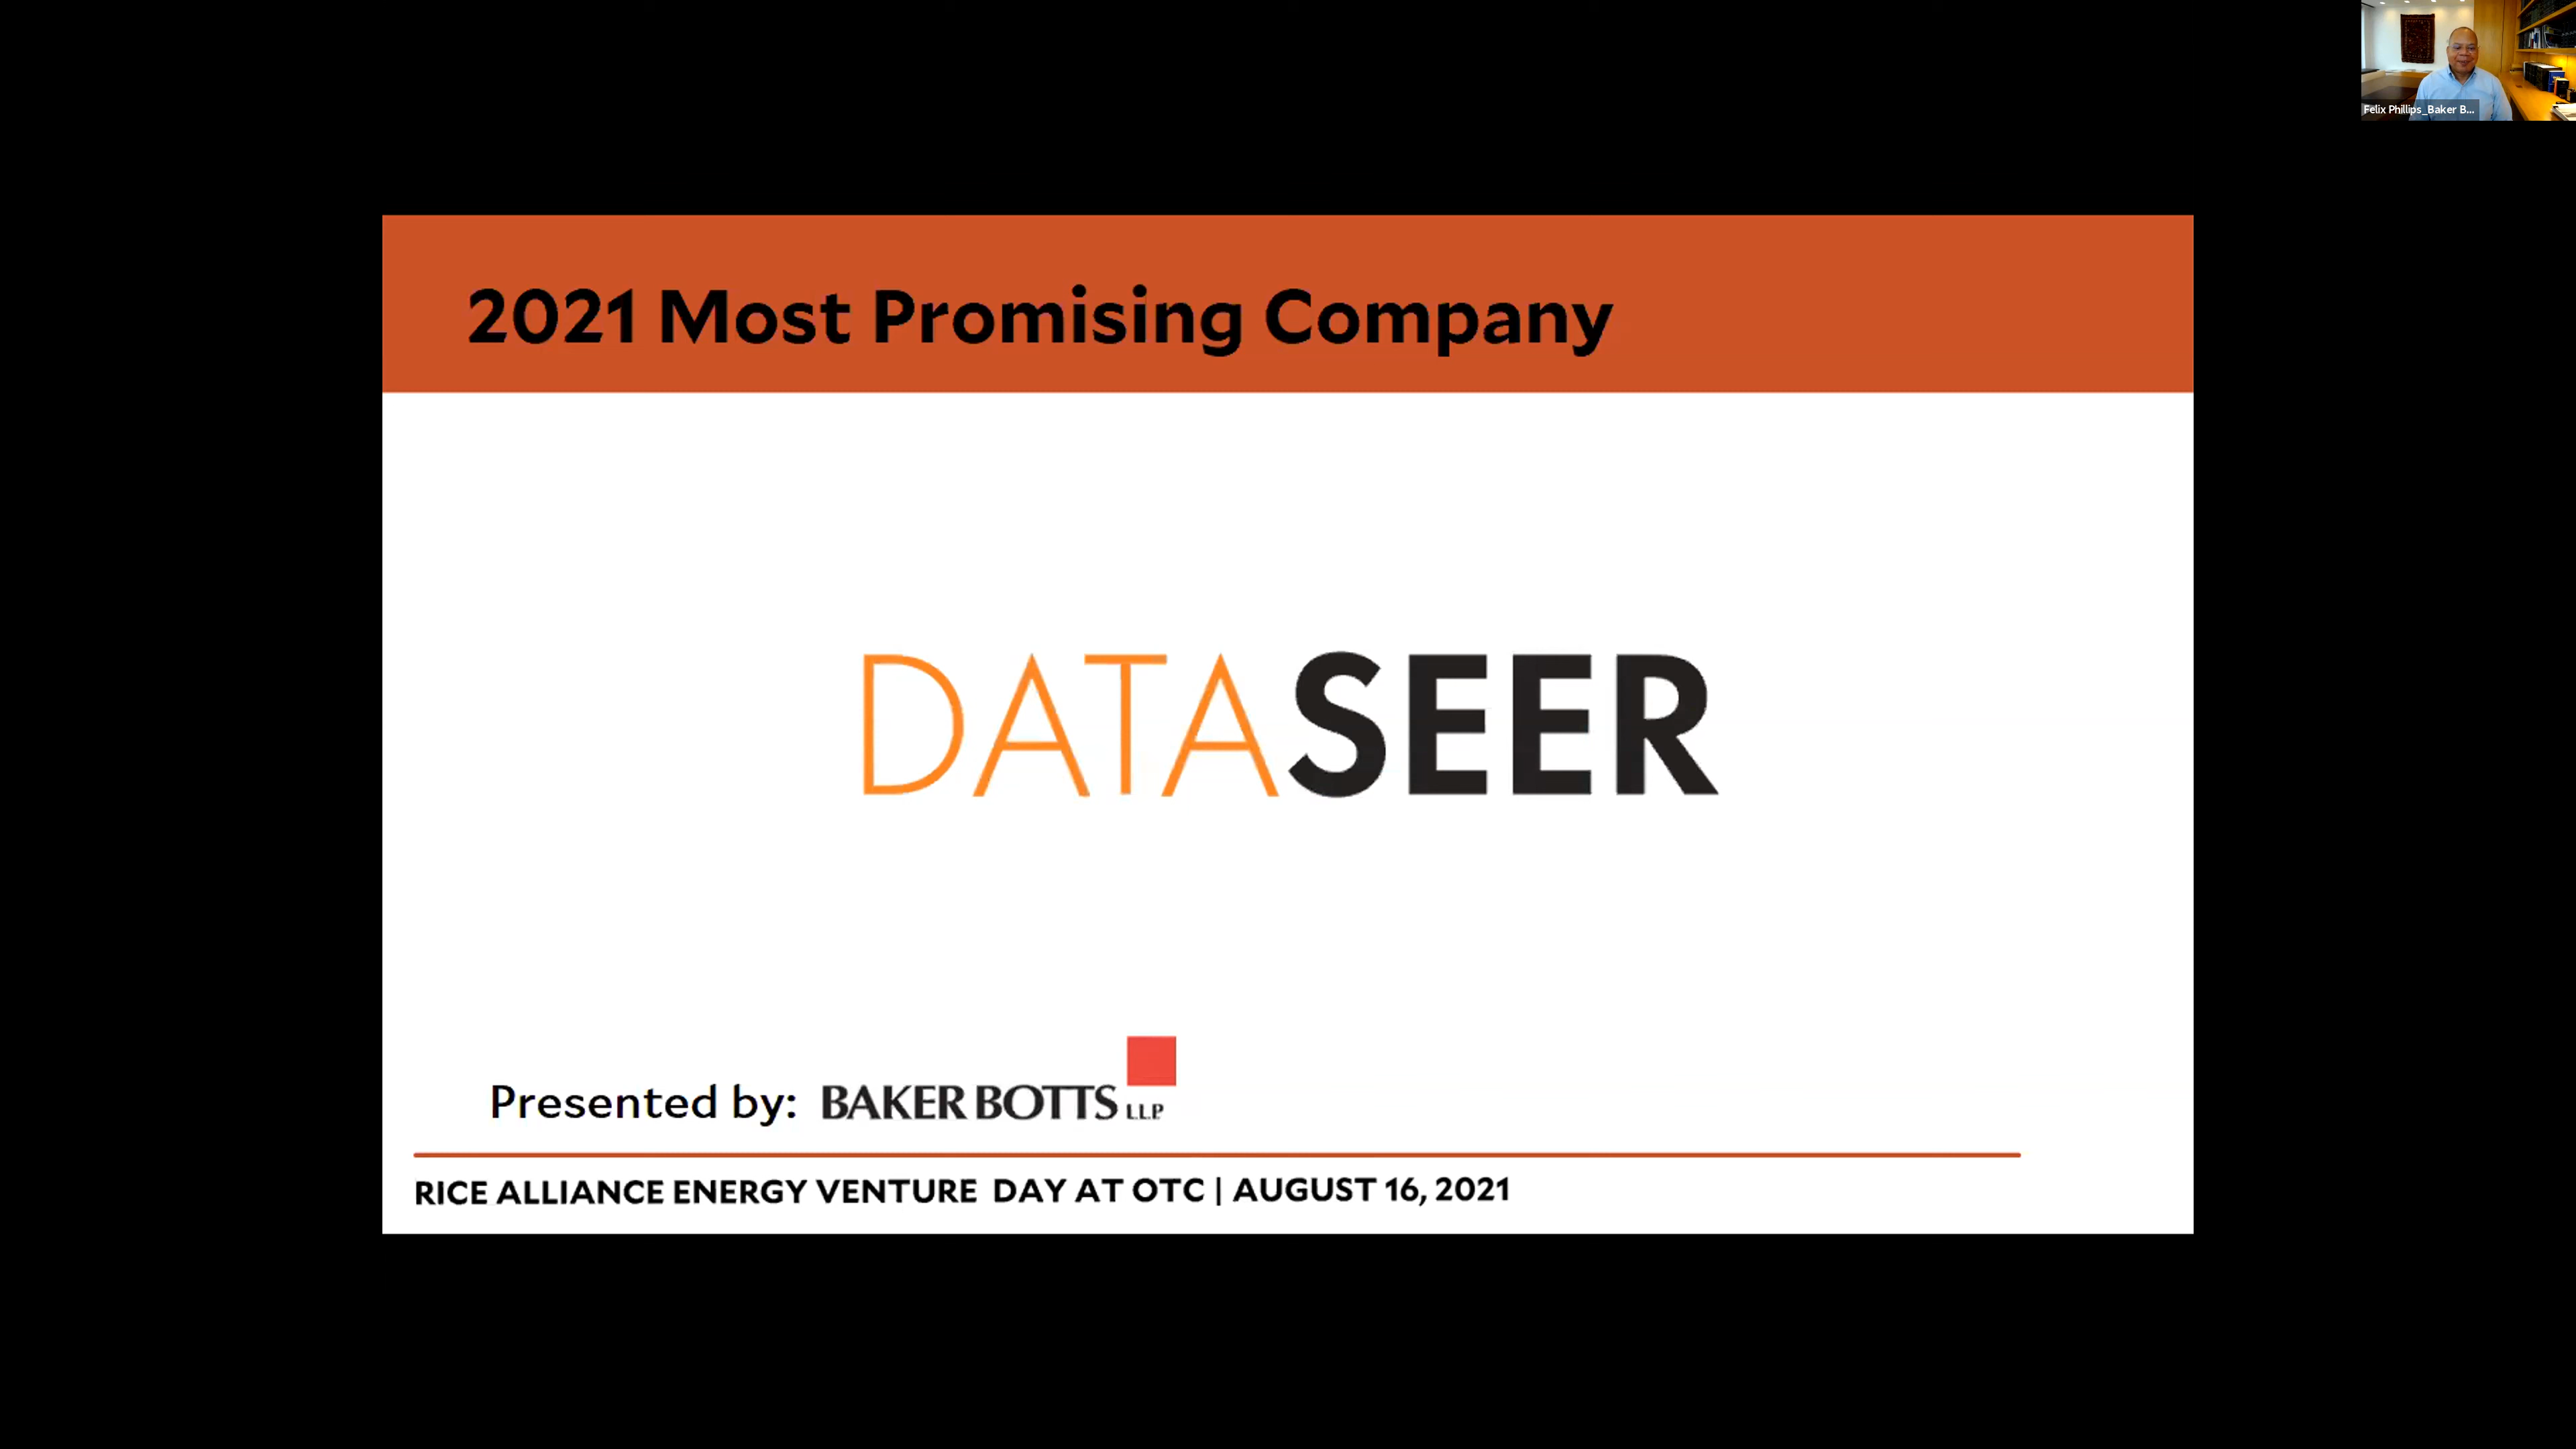 Felix Phillips_Baker B...
2021 Most Promising Company
DATASEER
Presented by: BAKER BOTTS L.L.P.
RICE ALLIANCE ENERGY VENTURE DAY AT OTC | AUGUST 16, 2021